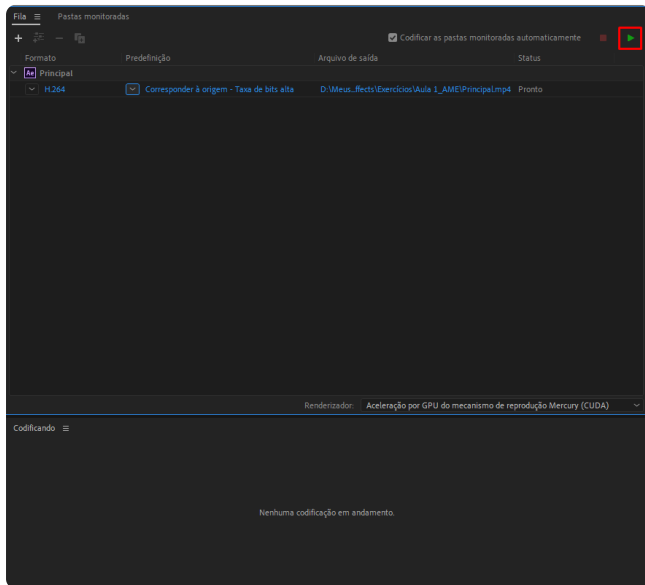 Fila Pastas monitoradas
Codificar as pastas monitoradas automaticamente
Formato Predefinição Arquivo de saída Status
Ae Principal
H.264 Corresponder à origem - Taxa de bits alta D:\Meus...ffects\Exercícios\Aula 1_AME\Principal.mp4 Pronto
Renderizador: Aceleração por GPU do mecanismo de reprodução Mercury (CUDA)
Codificando
Nenhuma codificação em andamento.